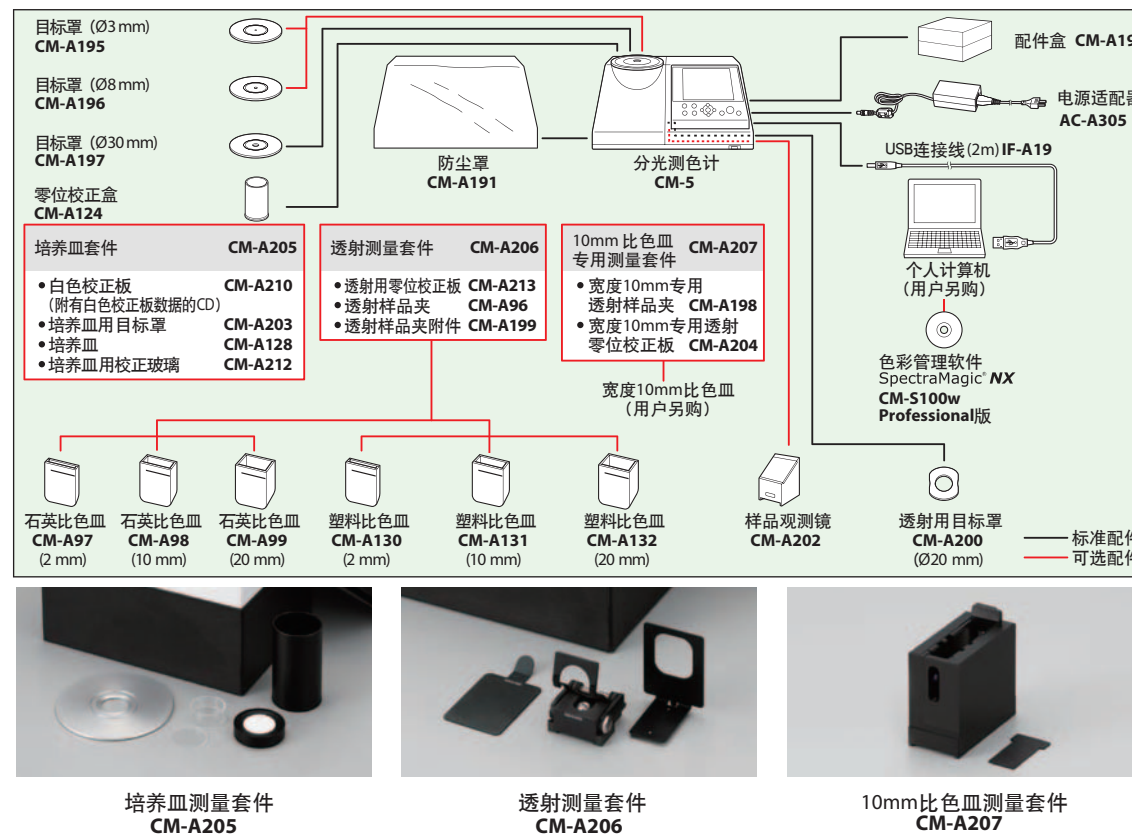 目标罩 (Ø3 mm)
CM-A195
目标罩 (Ø8 mm)
CM-A196
目标罩 (Ø30 mm)
CM-A197
零位校正盒
CM-A124
防尘罩
CM-A191
分光测色计
CM-5
配件盒 CM-A19
电源适配器
AC-A305
USB连接线(2m) IF-A19
个人计算机
(用户另购)
色彩管理软件
SpectraMagic® NX
CM-S100w
Professional版
培养皿套件 CM-A205
•白色校正板 CM-A210
(附有白色校正板数据的CD)
•培养皿用目标罩 CM-A203
•培养皿 CM-A128
•培养皿用校正玻璃 CM-A212
透射测量套件 CM-A206
•透射用零位校正板 CM-A213
•透射样品夹 CM-A96
•透射样品夹附件 CM-A199
10mm 比色皿
专用测量套件 CM-A207
•宽度10mm专用
透射样品夹 CM-A198
•宽度10mm专用透射
零位校正板 CM-A204
宽度10mm比色皿
(用户另购)
石英比色皿
CM-A97
(2 mm)
石英比色皿
CM-A98
(10 mm)
石英比色皿
CM-A99
(20 mm)
塑料比色皿
CM-A130
(2 mm)
塑料比色皿
CM-A131
(10 mm)
塑料比色皿
CM-A132
(20 mm)
样品观测镜
CM-A202
透射用目标罩
CM-A200
(Ø20 mm)
标准配件
可选配件
培养皿测量套件
CM-A205
透射测量套件
CM-A206
10mm比色皿测量套件
CM-A207